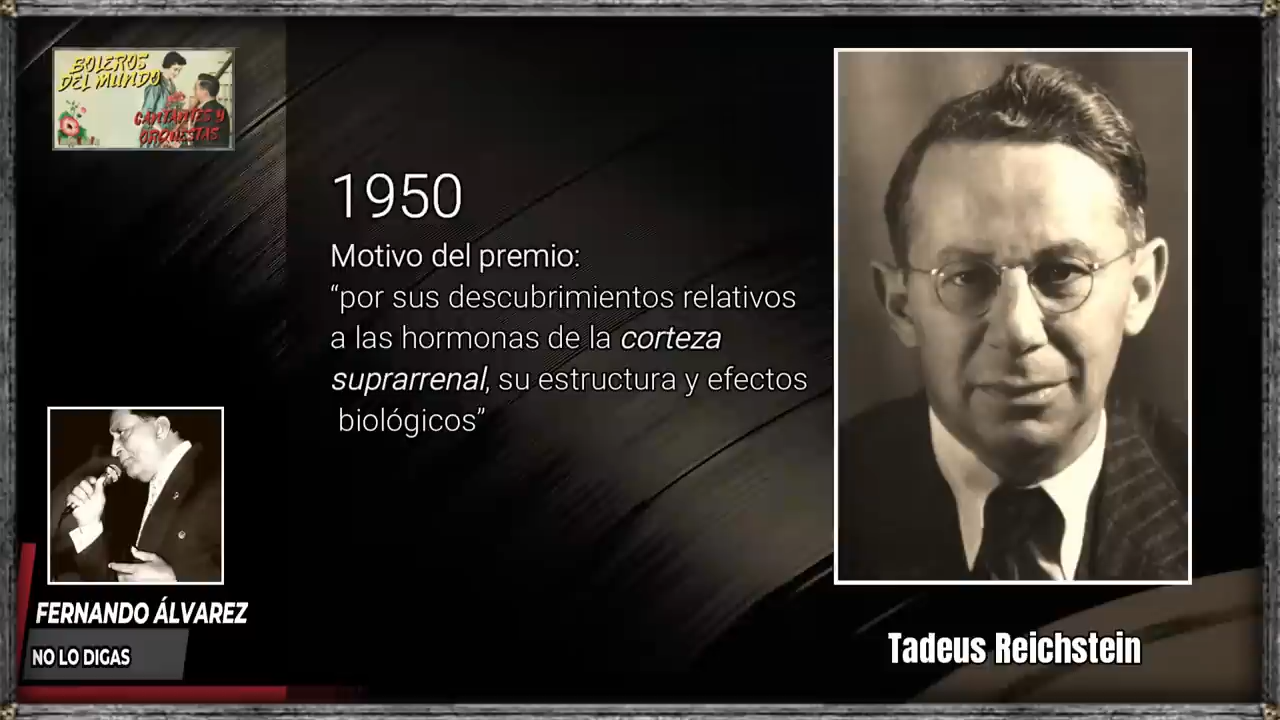 BOLEROS
DEL MUNDO
CANTANTES Y
ORQUESTAS
1950
Motivo del premio:
“por sus descubrimientos relativos
a las hormonas de la corteza
suprarrenal, su estructura y efectos
biológicos”
FERNANDO ÁLVAREZ
NO LO DIGAS
Tadeus Reichstein